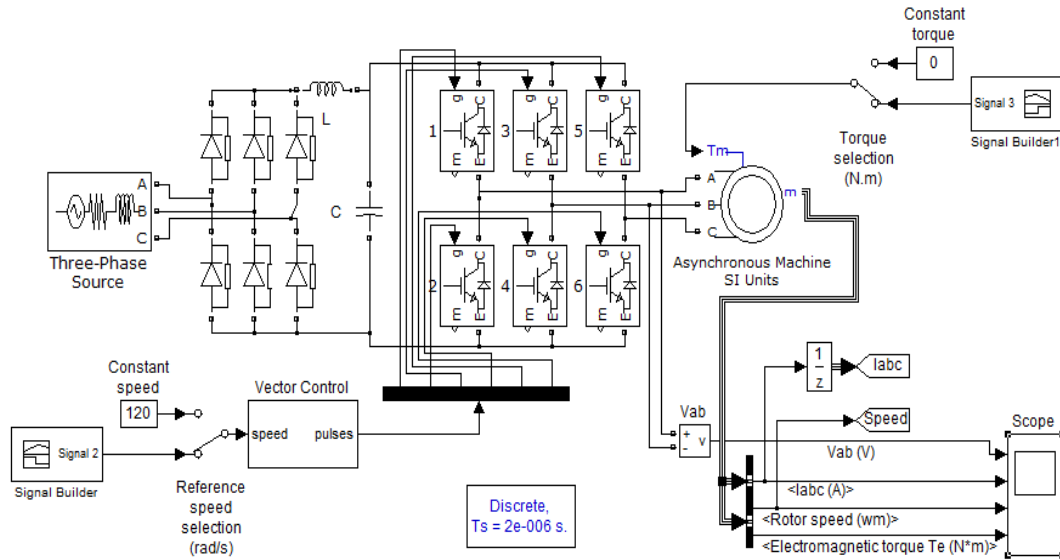 Constant
torque
0
Signal 3
Signal Builder1
Torque
selection
(N.m)
L
g
C
1
m
E
g
C
3
m
E
g
C
5
m
E
Tm
A
B
C
m
Asynchronous Machine
SI Units
A
B
C
Three-Phase
Source
C
g
C
2
m
E
g
C
4
m
E
g
C
6
m
E
Constant
speed
120
Vector Control
speed
pulses
Signal 2
Signal Builder
Reference
speed
selection
(rad/s)
Discrete,
Ts = 2e-006 s.
1
z
Iabc
Speed
Vab
+
-
v
Scope
Vab (V)
<Iabc (A)>
<Rotor speed (wm)>
<Electromagnetic torque Te (N*m)>